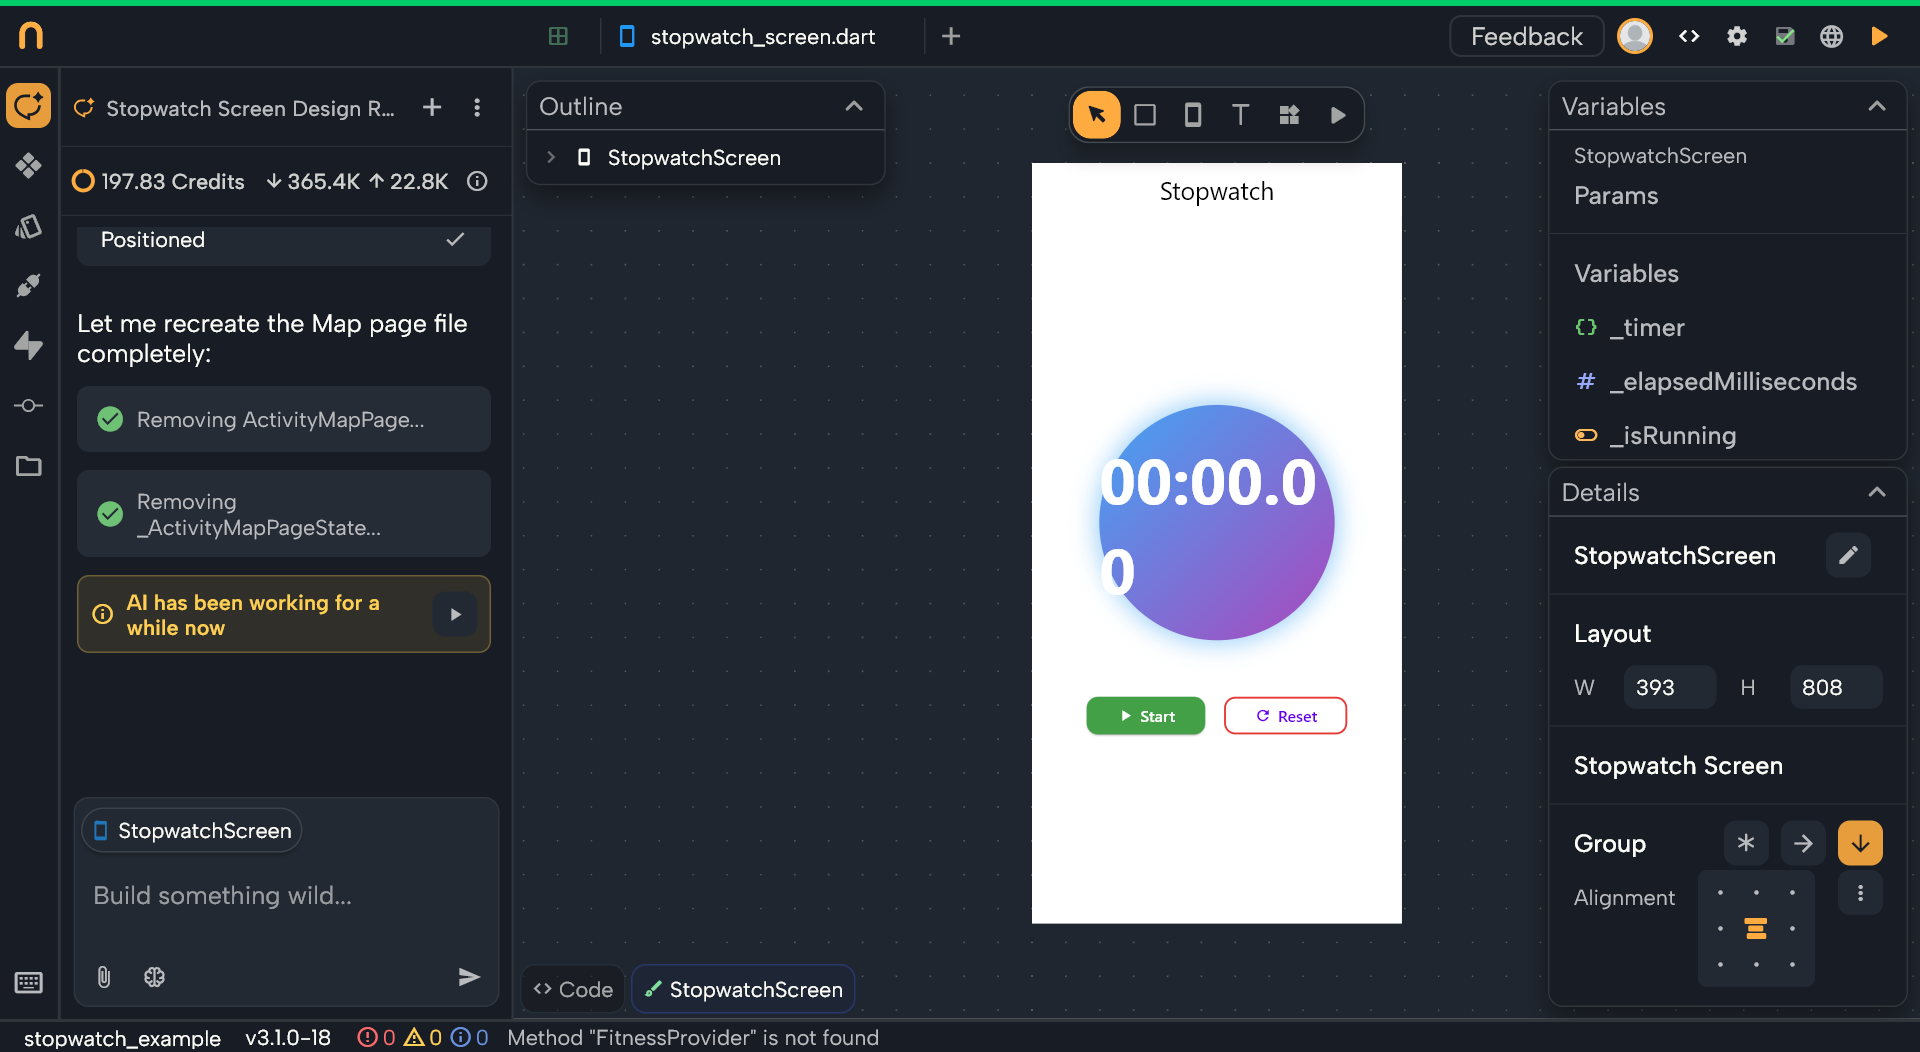 stopwatch_screen.dart
Feedback
Stopwatch Screen Design R...
197.83 Credits ↓ 365.4K ↑ 22.8K
Positioned
Let me recreate the Map page file
completely:
Removing ActivityMapPage...
Removing
_ActivityMapPageState...
AI has been working for a
while now
StopwatchScreen
Build something wild...
Outline
StopwatchScreen
Stopwatch
00:00.0
0
Start
Reset
<> Code
StopwatchScreen
Variables
StopwatchScreen
Params
Variables
{} _timer
# _elapsedMilliseconds
_isRunning
Details
StopwatchScreen
Layout
W 393 H 808
Stopwatch Screen
Group
Alignment
stopwatch_example v3.1.0-18 0 0 0 Method "FitnessProvider" is not found